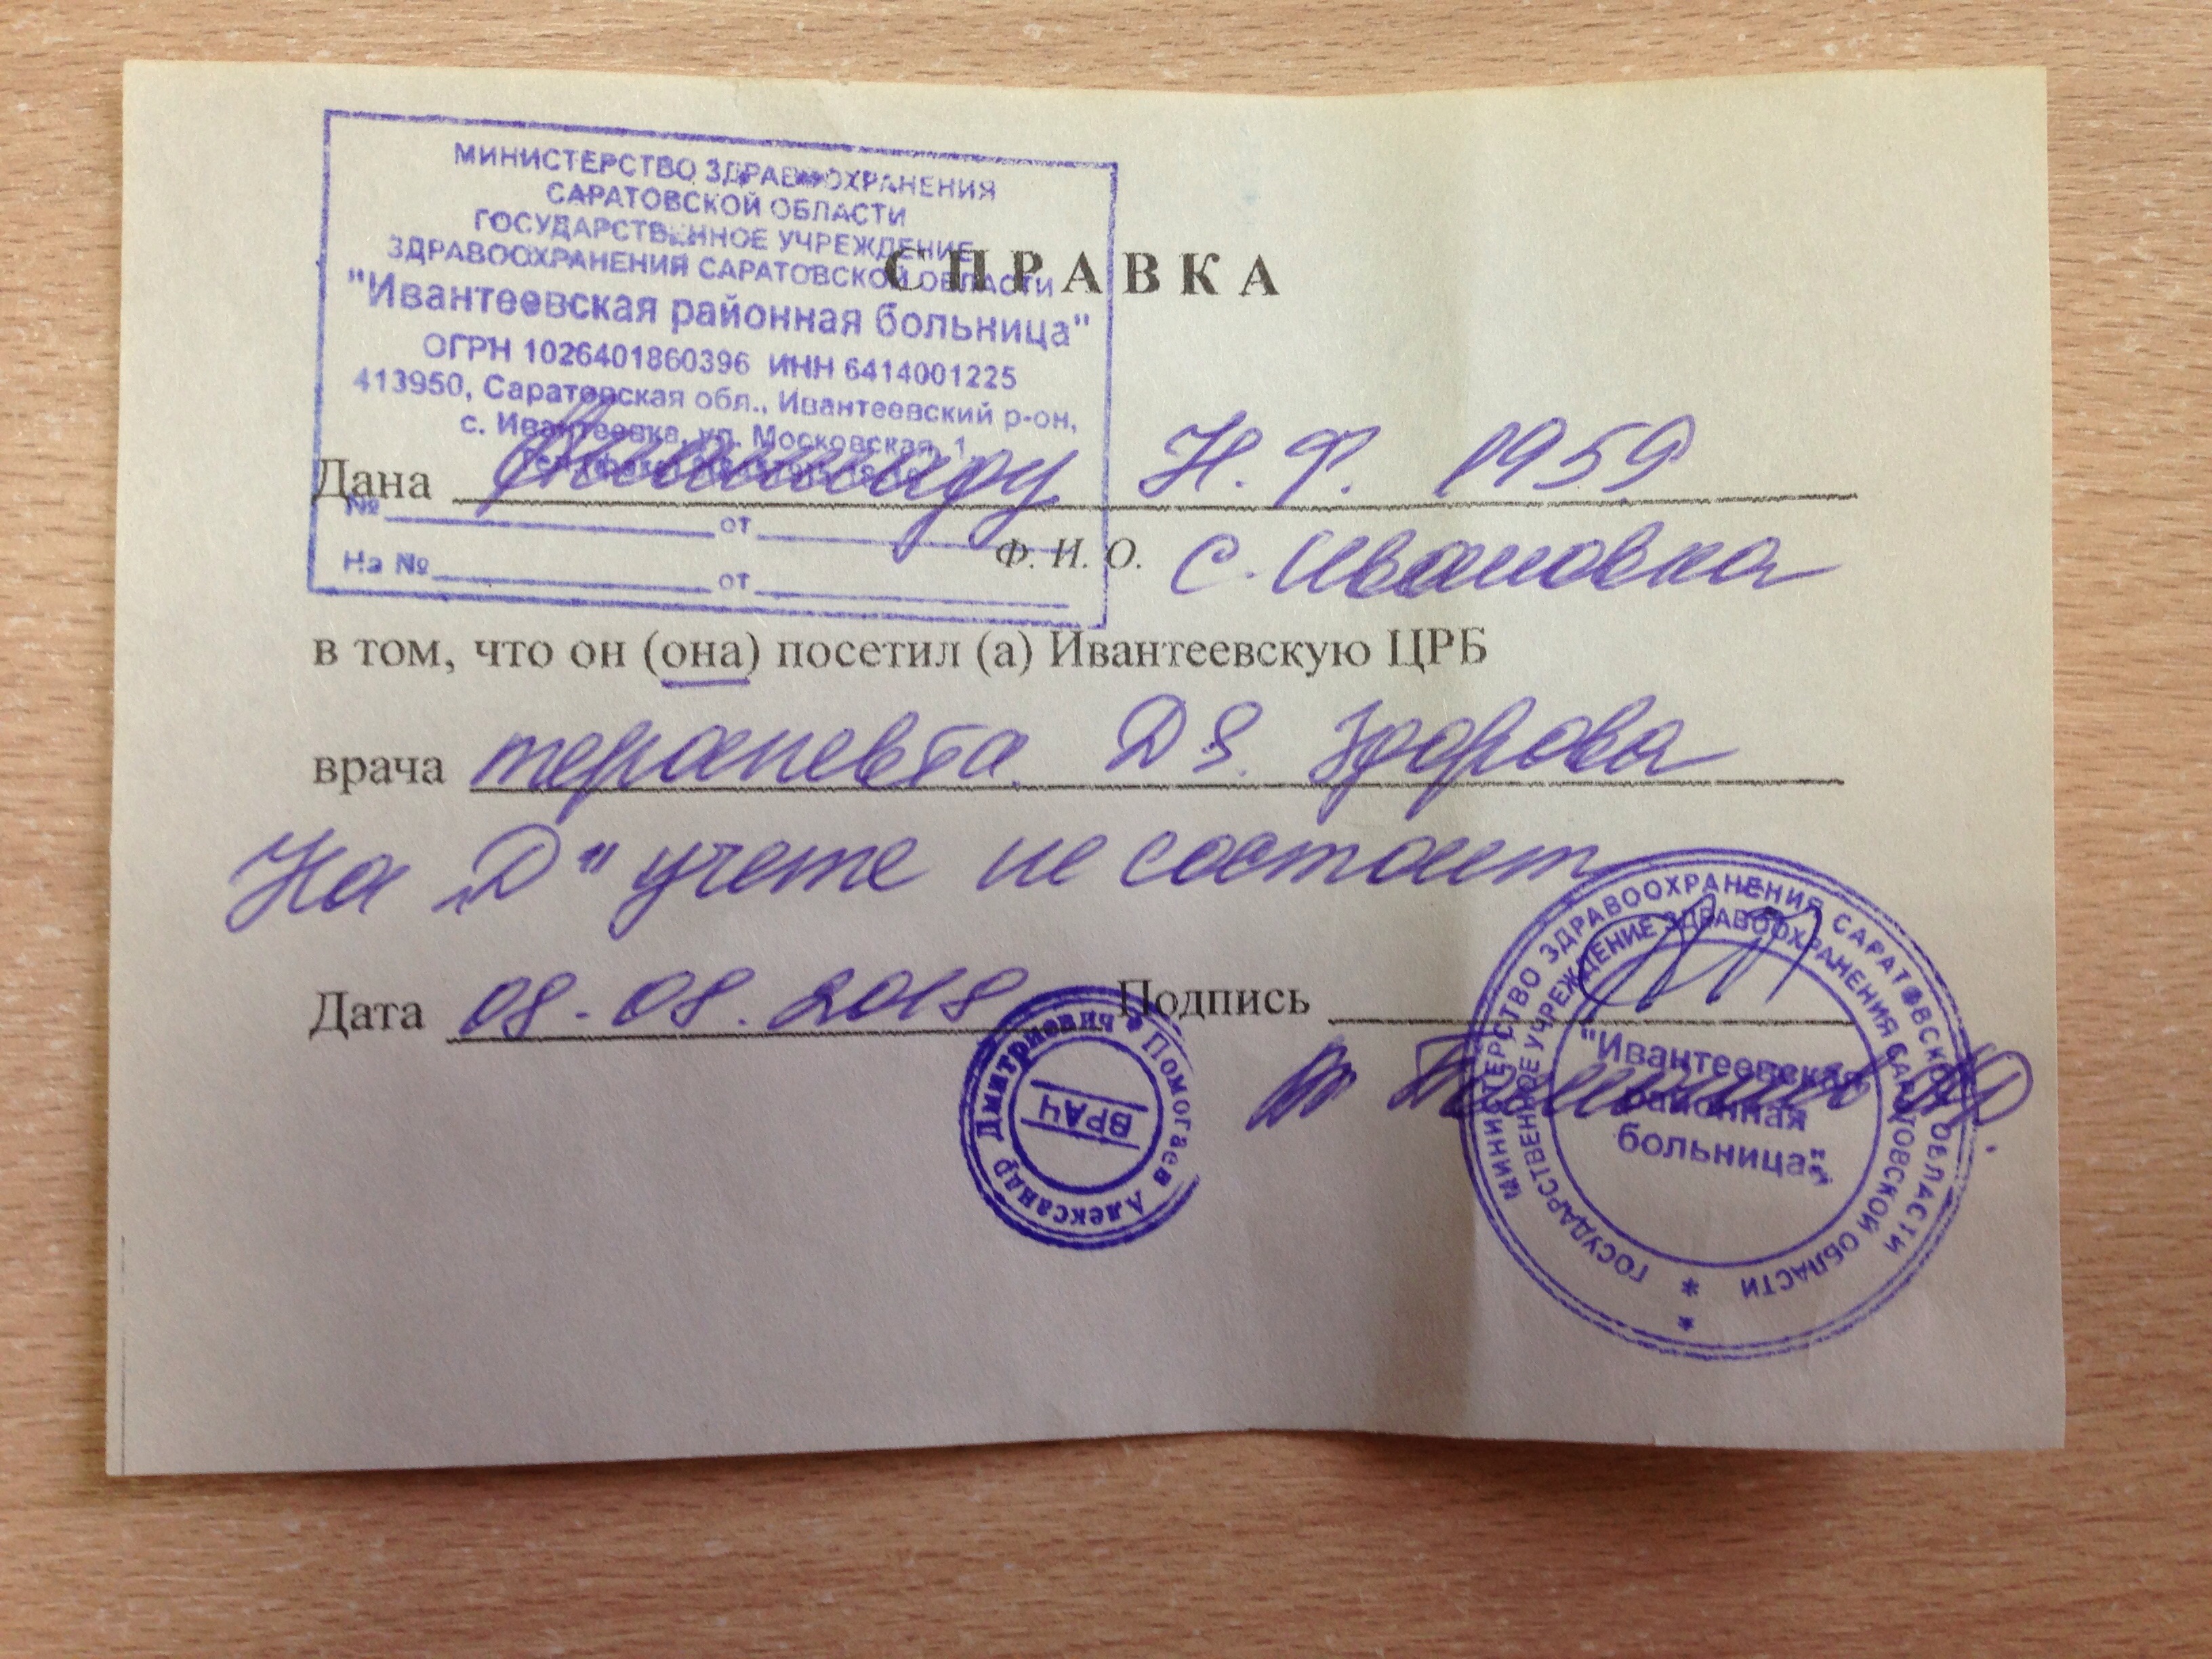 МИНИСТЕРСТВО ЗДРАВООХРАНЕНИЯ
САРАТОВСКОЙ ОБЛАСТИ
ГОСУДАРСТВЕННОЕ УЧРЕЖДЕНИЕ
ЗДРАВООХРАНЕНИЯ САРАТОВСКОЙ ОБЛАСТИ
"Ивантеевская районная больница"
ОГРН 1026401860396 ИНН 6414001225
413950, Саратовская обл., Ивантеевский р-он,
с. Ивантеевка, ул. Московская, 1
№ от
На № от
СПРАВКА
Дана Н. Ф. 1959
Ф. И. О. с. Ивановка
в том, что он (она) посетил (а) Ивантеевскую ЦРБ
врача терапевта. DS. здорова
На „Д" учете не состоит
Дата 08.08.2018 Подпись
Помогаев Александр Дмитриевич
ВРАЧ
МИНИСТЕРСТВО ЗДРАВООХРАНЕНИЯ САРАТОВСКОЙ ОБЛАСТИ
ГОСУДАРСТВЕННОЕ УЧРЕЖДЕНИЕ ЗДРАВООХРАНЕНИЯ САРАТОВСКОЙ ОБЛАСТИ
"Ивантеевская
районная
больница"